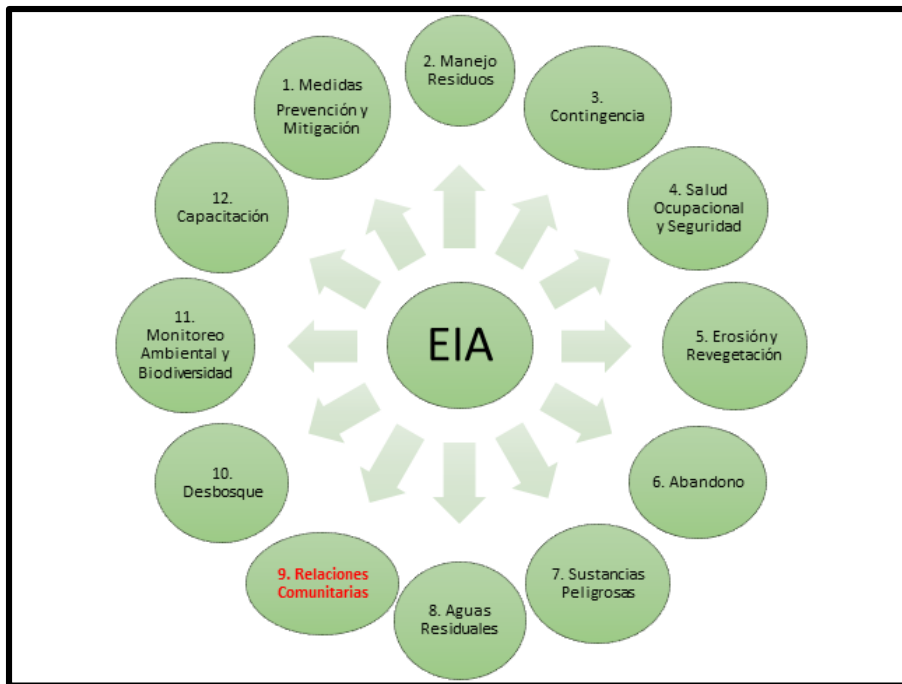 1. Medidas
Prevención y
Mitigación
2. Manejo
Residuos
3.
Contingencia
4. Salud
Ocupacional
y Seguridad
5. Erosión y
Revegetación
6. Abandono
7. Sustancias
Peligrosas
8. Aguas
Residuales
9. Relaciones
Comunitarias
10.
Desbosque
11.
Monitoreo
Ambiental y
Biodiversidad
12.
Capacitación
EIA